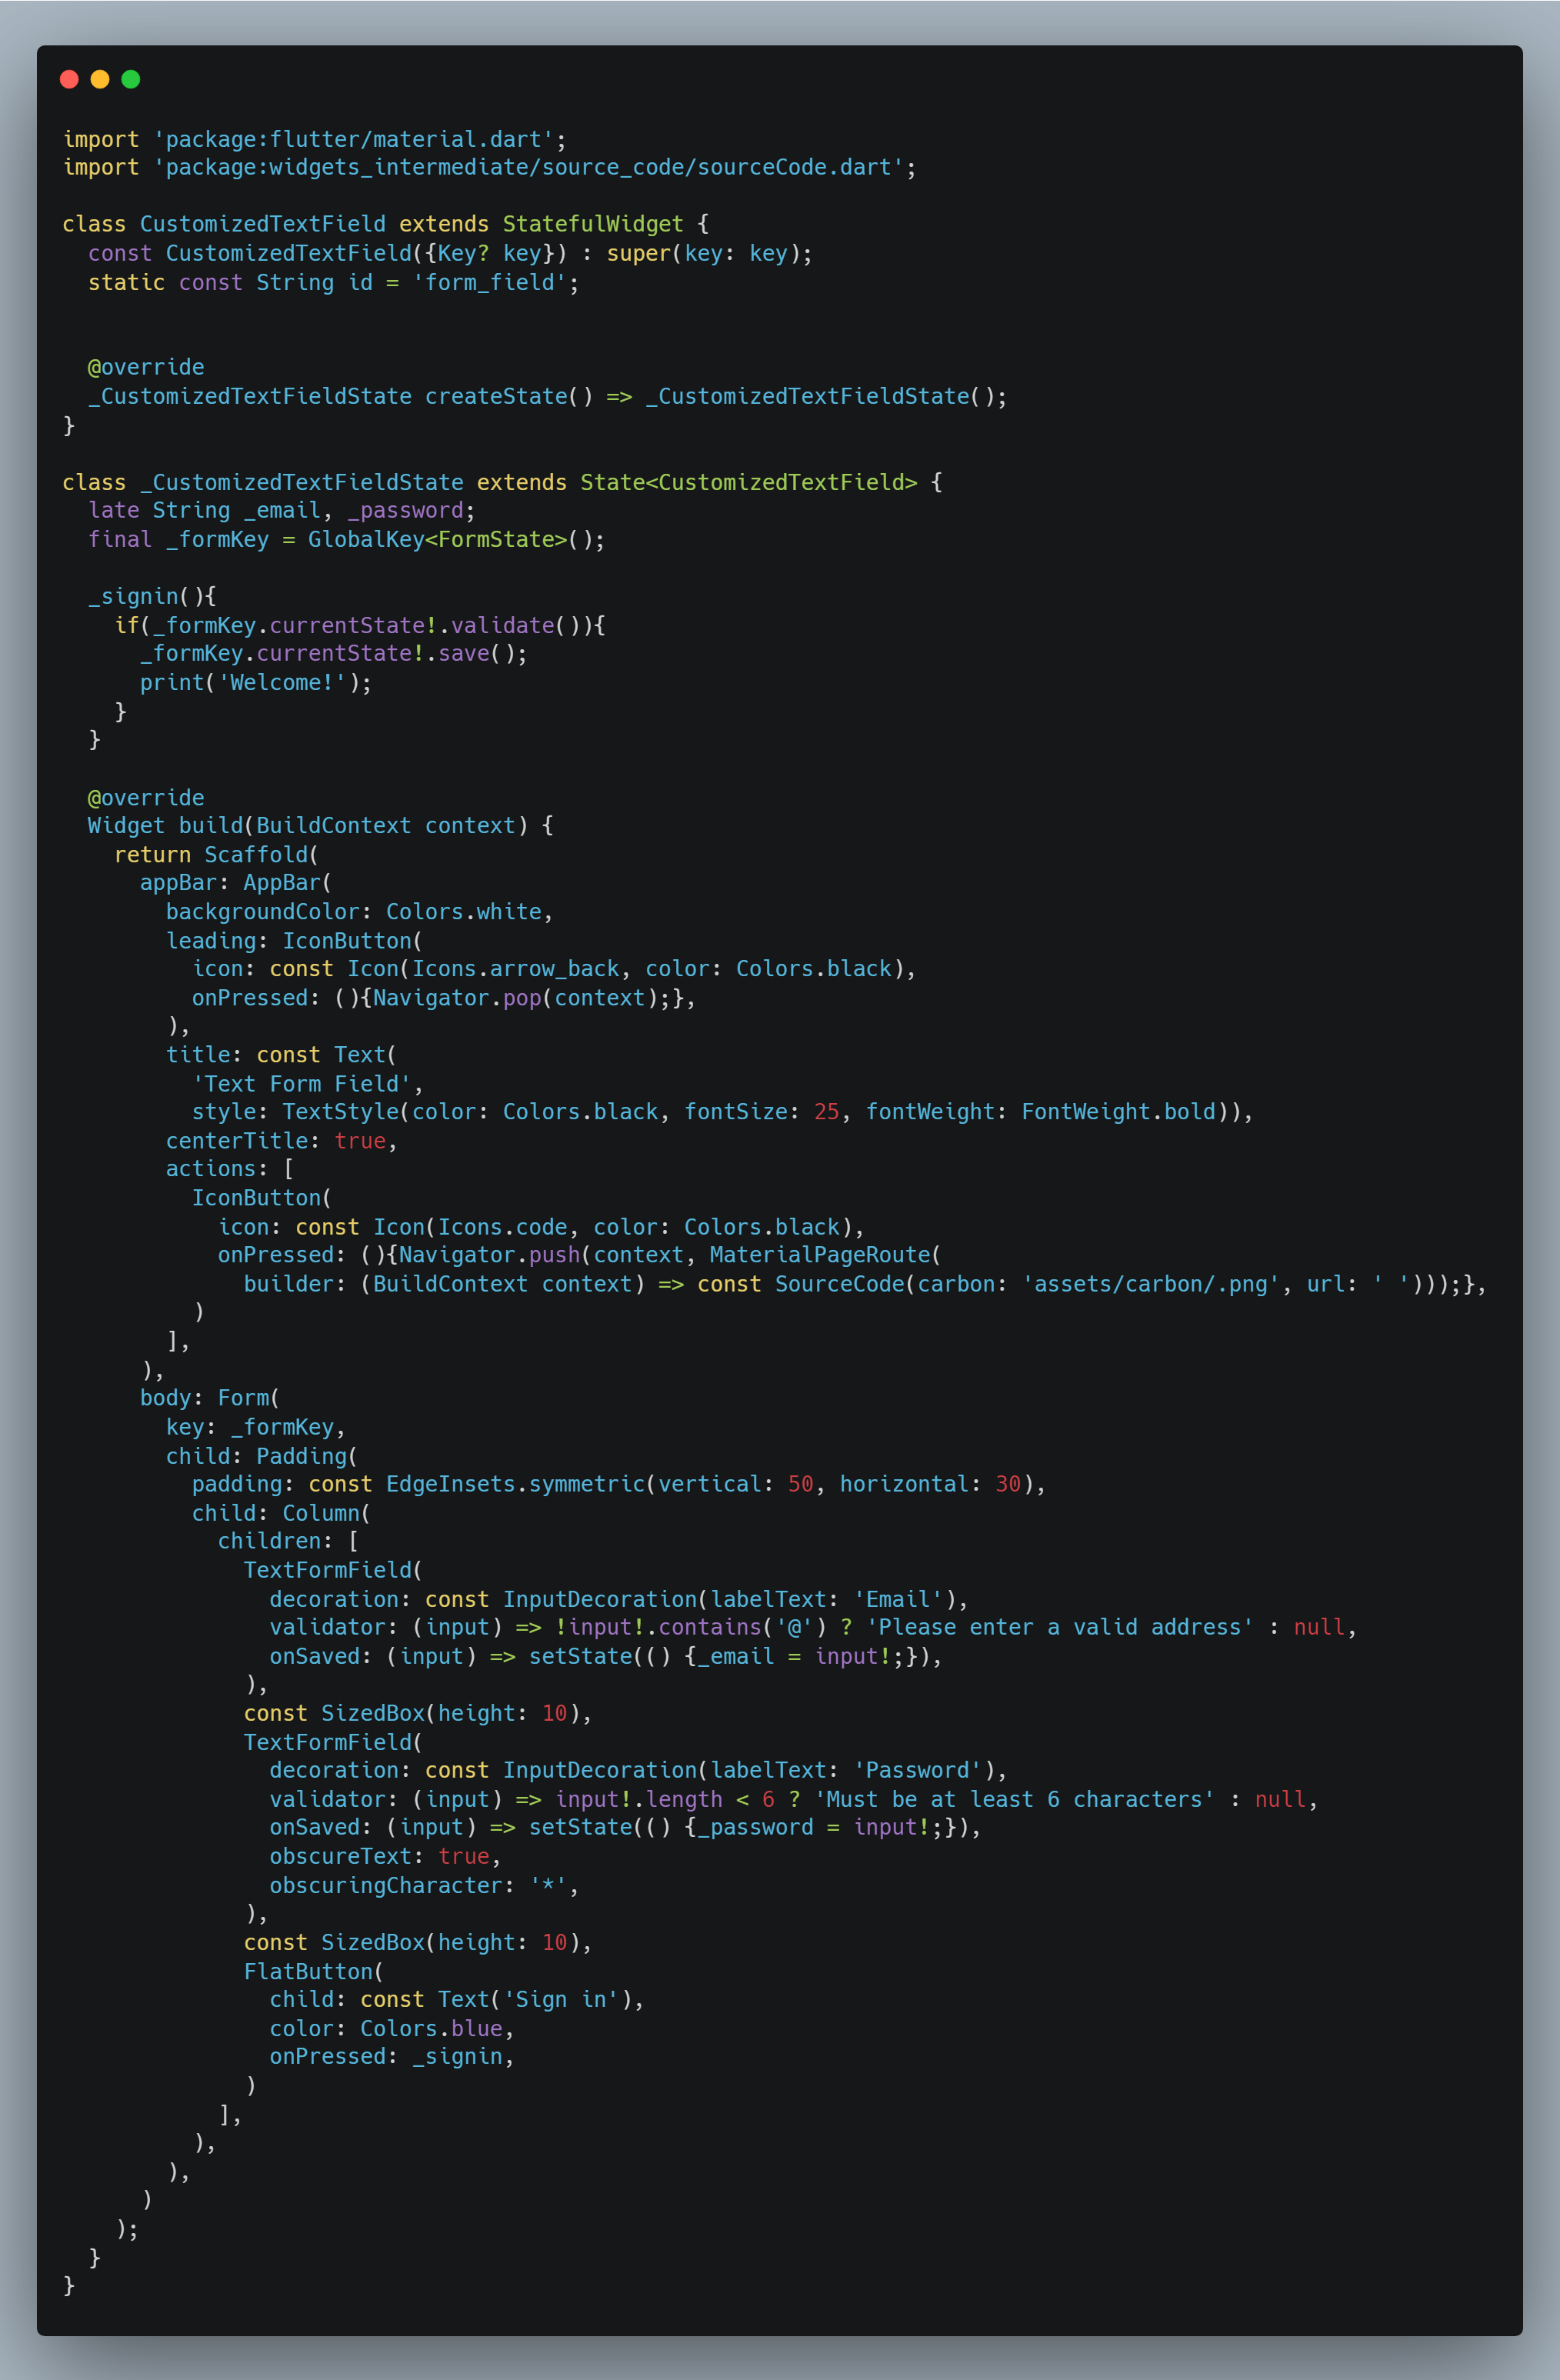 import 'package:flutter/material.dart';
import 'package:widgets_intermediate/source_code/sourceCode.dart';

class CustomizedTextField extends StatefulWidget {
  const CustomizedTextField({Key? key}) : super(key: key);
  static const String id = 'form_field';


  @override
  _CustomizedTextFieldState createState() => _CustomizedTextFieldState();
}

class _CustomizedTextFieldState extends State<CustomizedTextField> {
  late String _email, _password;
  final _formKey = GlobalKey<FormState>();

  _signin(){
    if(_formKey.currentState!.validate()){
      _formKey.currentState!.save();
      print('Welcome!');
    }
  }

  @override
  Widget build(BuildContext context) {
    return Scaffold(
      appBar: AppBar(
        backgroundColor: Colors.white,
        leading: IconButton(
          icon: const Icon(Icons.arrow_back, color: Colors.black),
          onPressed: (){Navigator.pop(context);},
        ),
        title: const Text(
          'Text Form Field',
          style: TextStyle(color: Colors.black, fontSize: 25, fontWeight: FontWeight.bold)),
        centerTitle: true,
        actions: [
          IconButton(
            icon: const Icon(Icons.code, color: Colors.black),
            onPressed: (){Navigator.push(context, MaterialPageRoute(
              builder: (BuildContext context) => const SourceCode(carbon: 'assets/carbon/.png', url: ' ')));},
          )
        ],
      ),
      body: Form(
        key: _formKey,
        child: Padding(
          padding: const EdgeInsets.symmetric(vertical: 50, horizontal: 30),
          child: Column(
            children: [
              TextFormField(
                decoration: const InputDecoration(labelText: 'Email'),
                validator: (input) => !input!.contains('@') ? 'Please enter a valid address' : null,
                onSaved: (input) => setState(() {_email = input!;}),
              ),
              const SizedBox(height: 10),
              TextFormField(
                decoration: const InputDecoration(labelText: 'Password'),
                validator: (input) => input!.length < 6 ? 'Must be at least 6 characters' : null,
                onSaved: (input) => setState(() {_password = input!;}),
                obscureText: true,
                obscuringCharacter: '*',
              ),
              const SizedBox(height: 10),
              FlatButton(
                child: const Text('Sign in'),
                color: Colors.blue,
                onPressed: _signin,
              )
            ],
          ),
        ),
      )
    );
  }
}